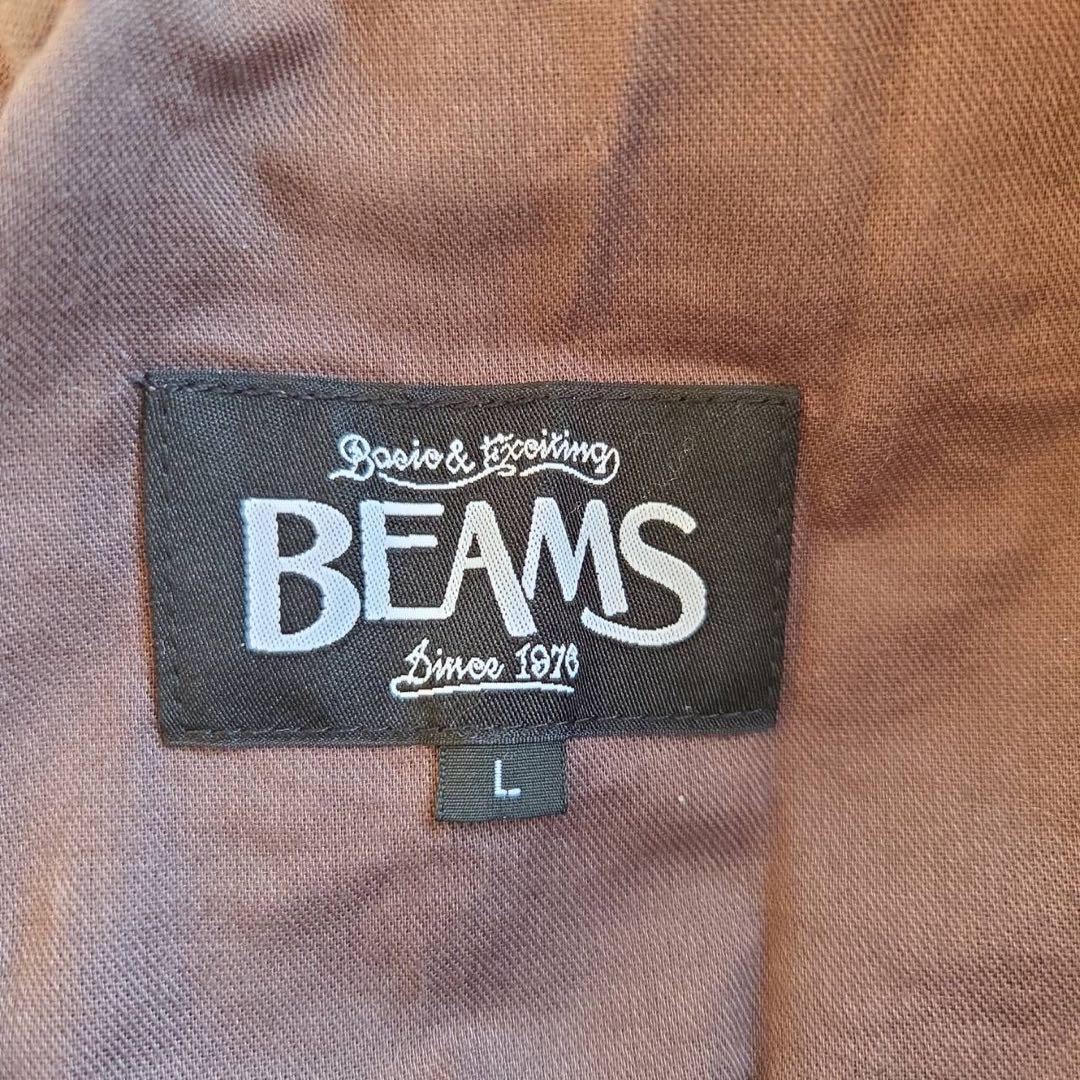 Basic & Exciting
BEAMS
Since 1976
L